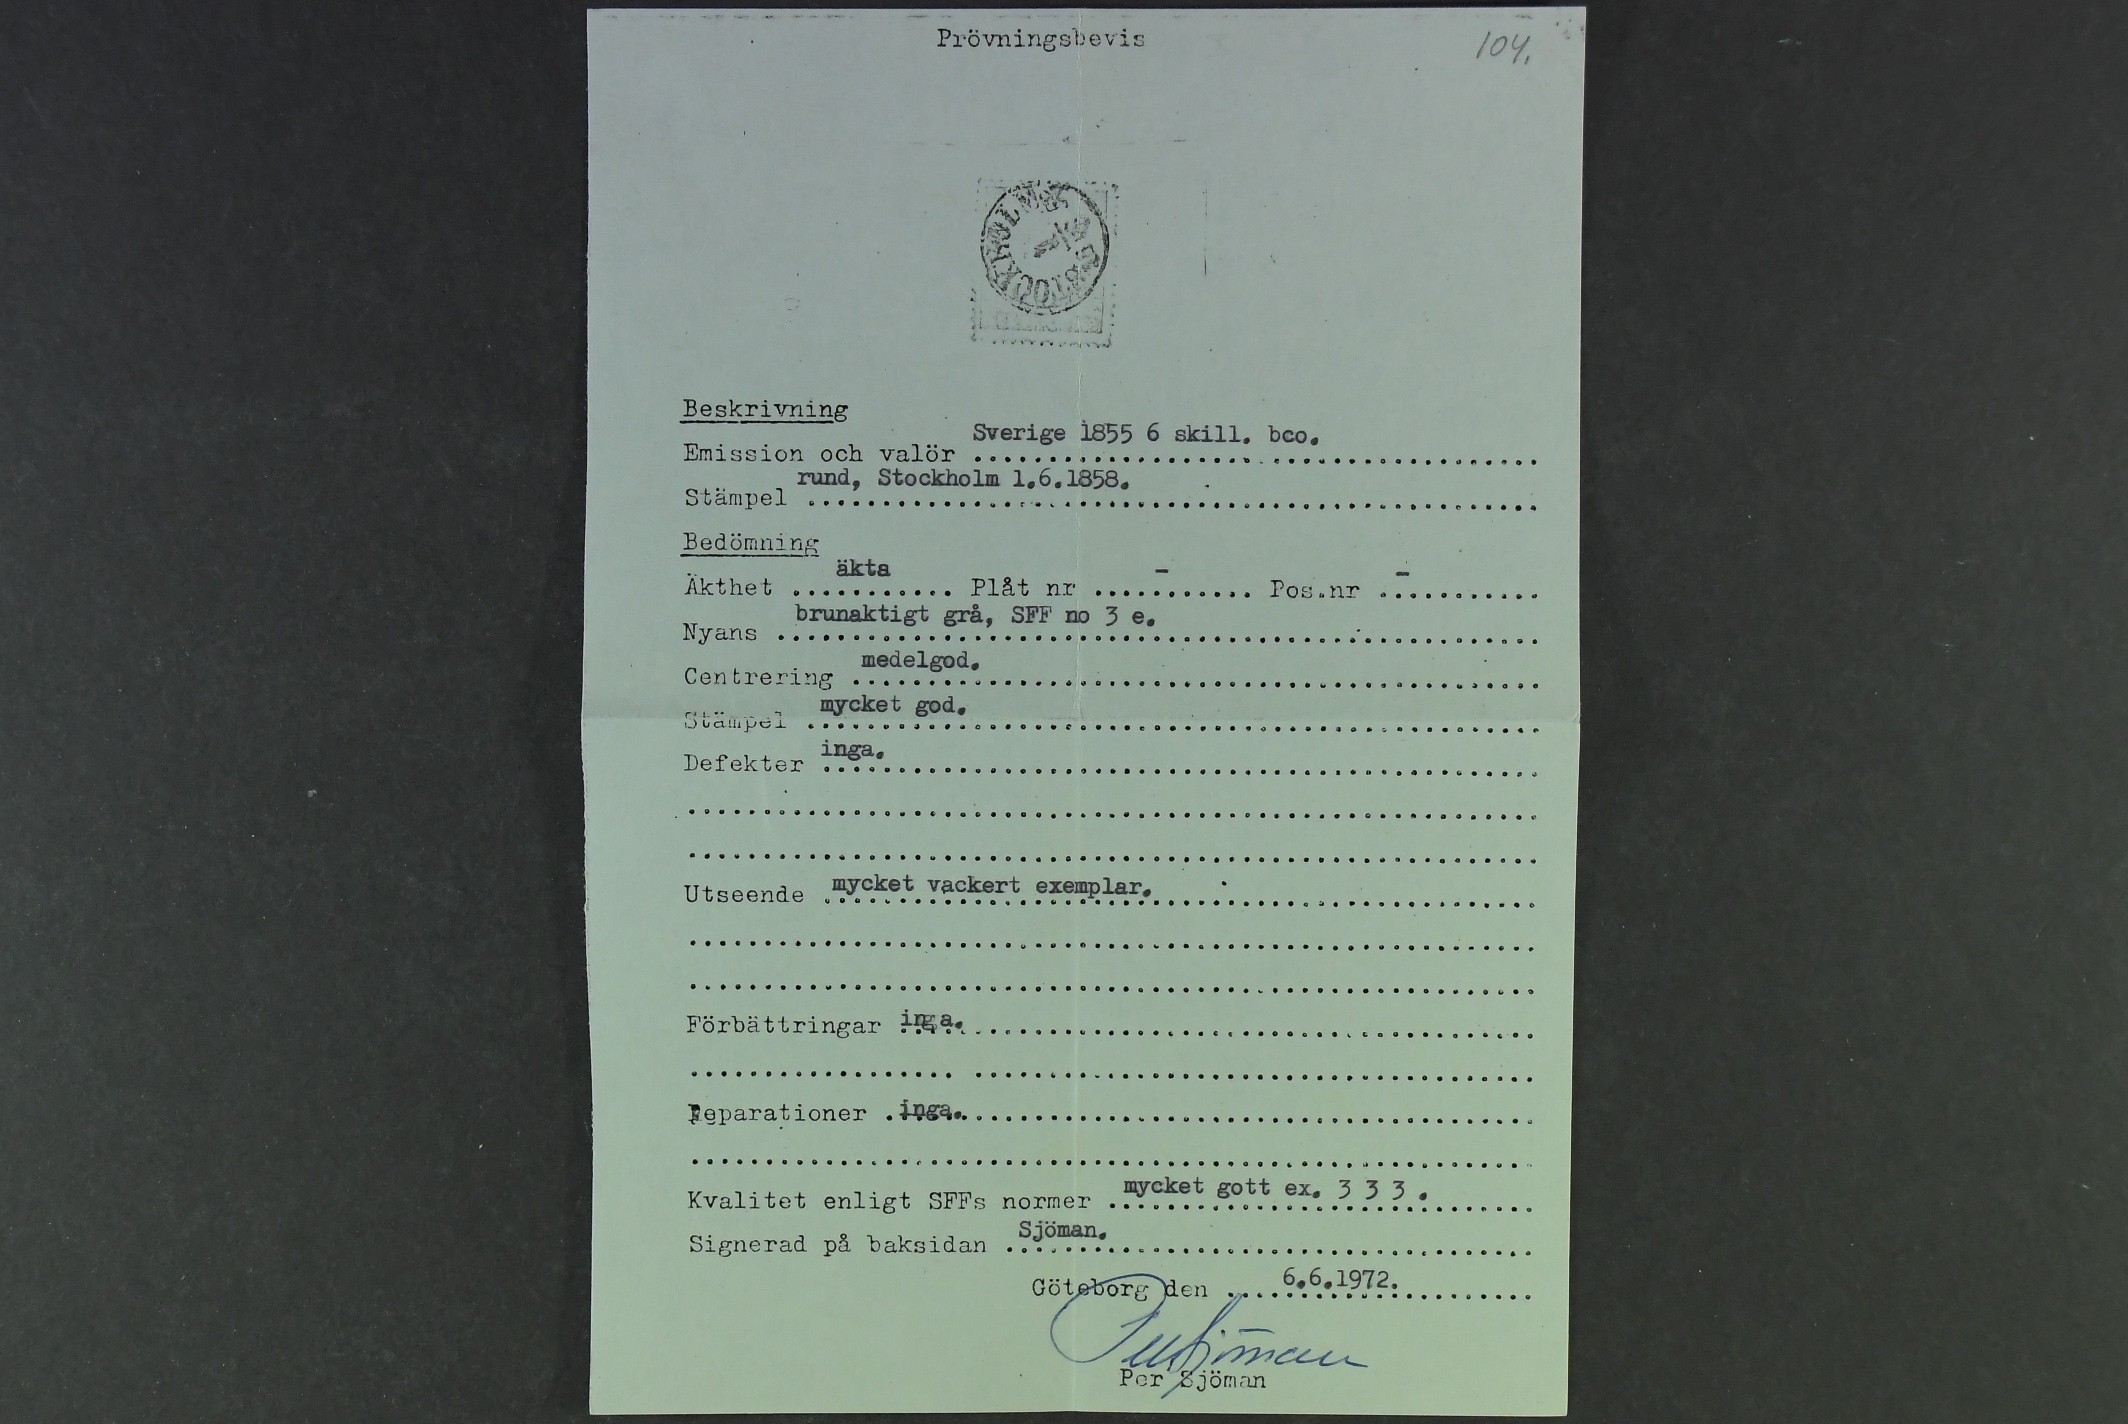 Prövningsbevis
104.
STOCKHOLM
Beskrivning
Sverige 1855 6 skill. bco.
Emission och valör
rund, Stockholm 1.6.1858.
Stämpel
Bedömning
Äkthet äkta Plåt nr - Pos.nr -
brunaktigt grå, SFF no 3 e.
Nyans
medelgod.
Centrering
mycket god.
Stämpel
Defekter inga.
Utseende mycket vackert exemplar.
Förbättringar inga.
Reparationer inga.
Kvalitet enligt SFFs normer mycket gott ex. 3 3 3 .
Signerad på baksidan Sjöman.
Göteborg den 6.6.1972.
Per Sjöman
Per Sjöman